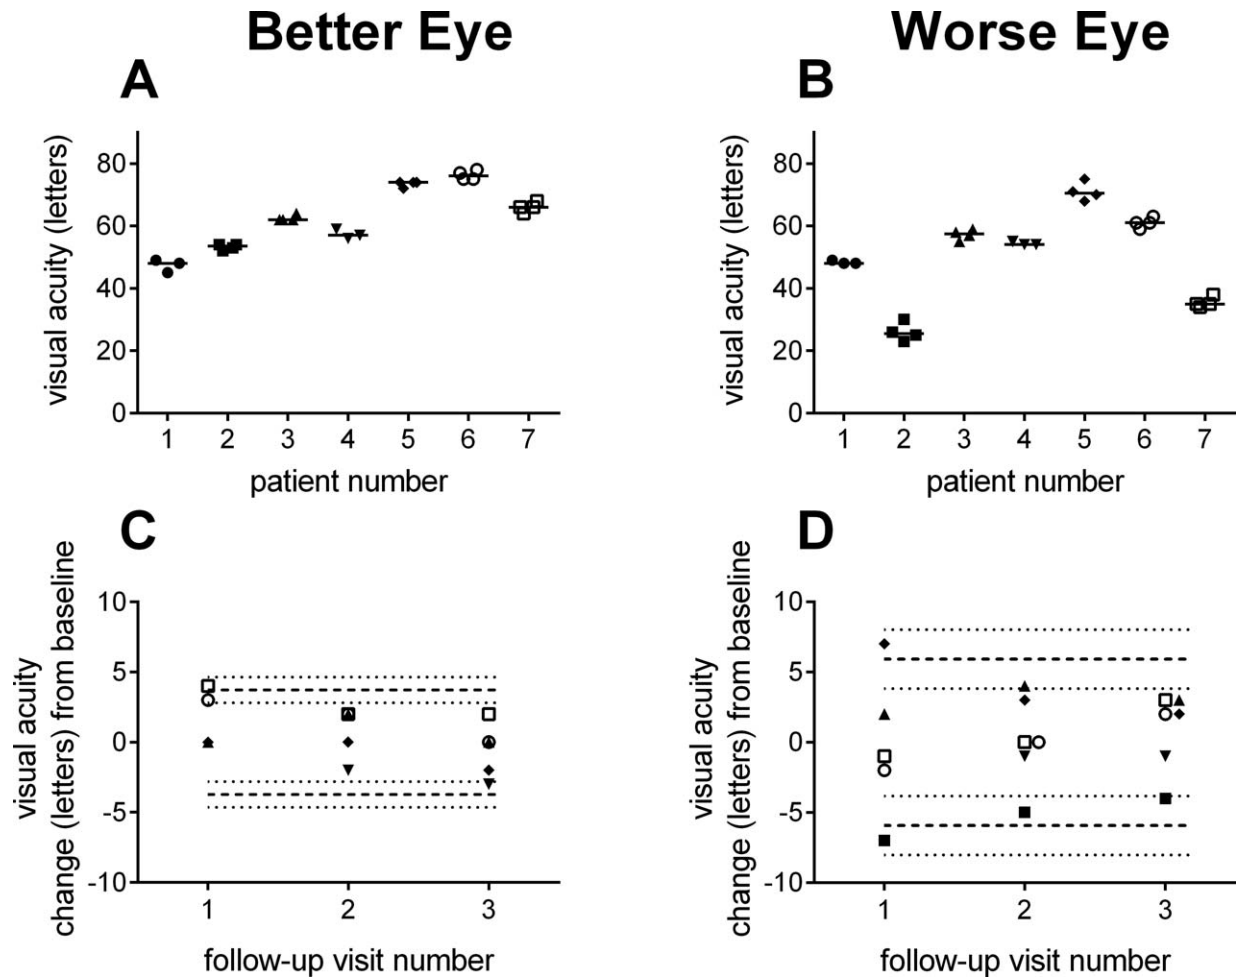 Better Eye
Worse Eye
A
B
visual acuity (letters)
80
60
40
20
0
1 2 3 4 5 6 7
patient number
visual acuity (letters)
80
60
40
20
0
1 2 3 4 5 6 7
patient number
C
D
visual acuity
change (letters) from baseline
10
5
0
-5
-10
1 2 3
follow-up visit number
visual acuity
change (letters) from baseline
10
5
0
-5
-10
1 2 3
follow-up visit number